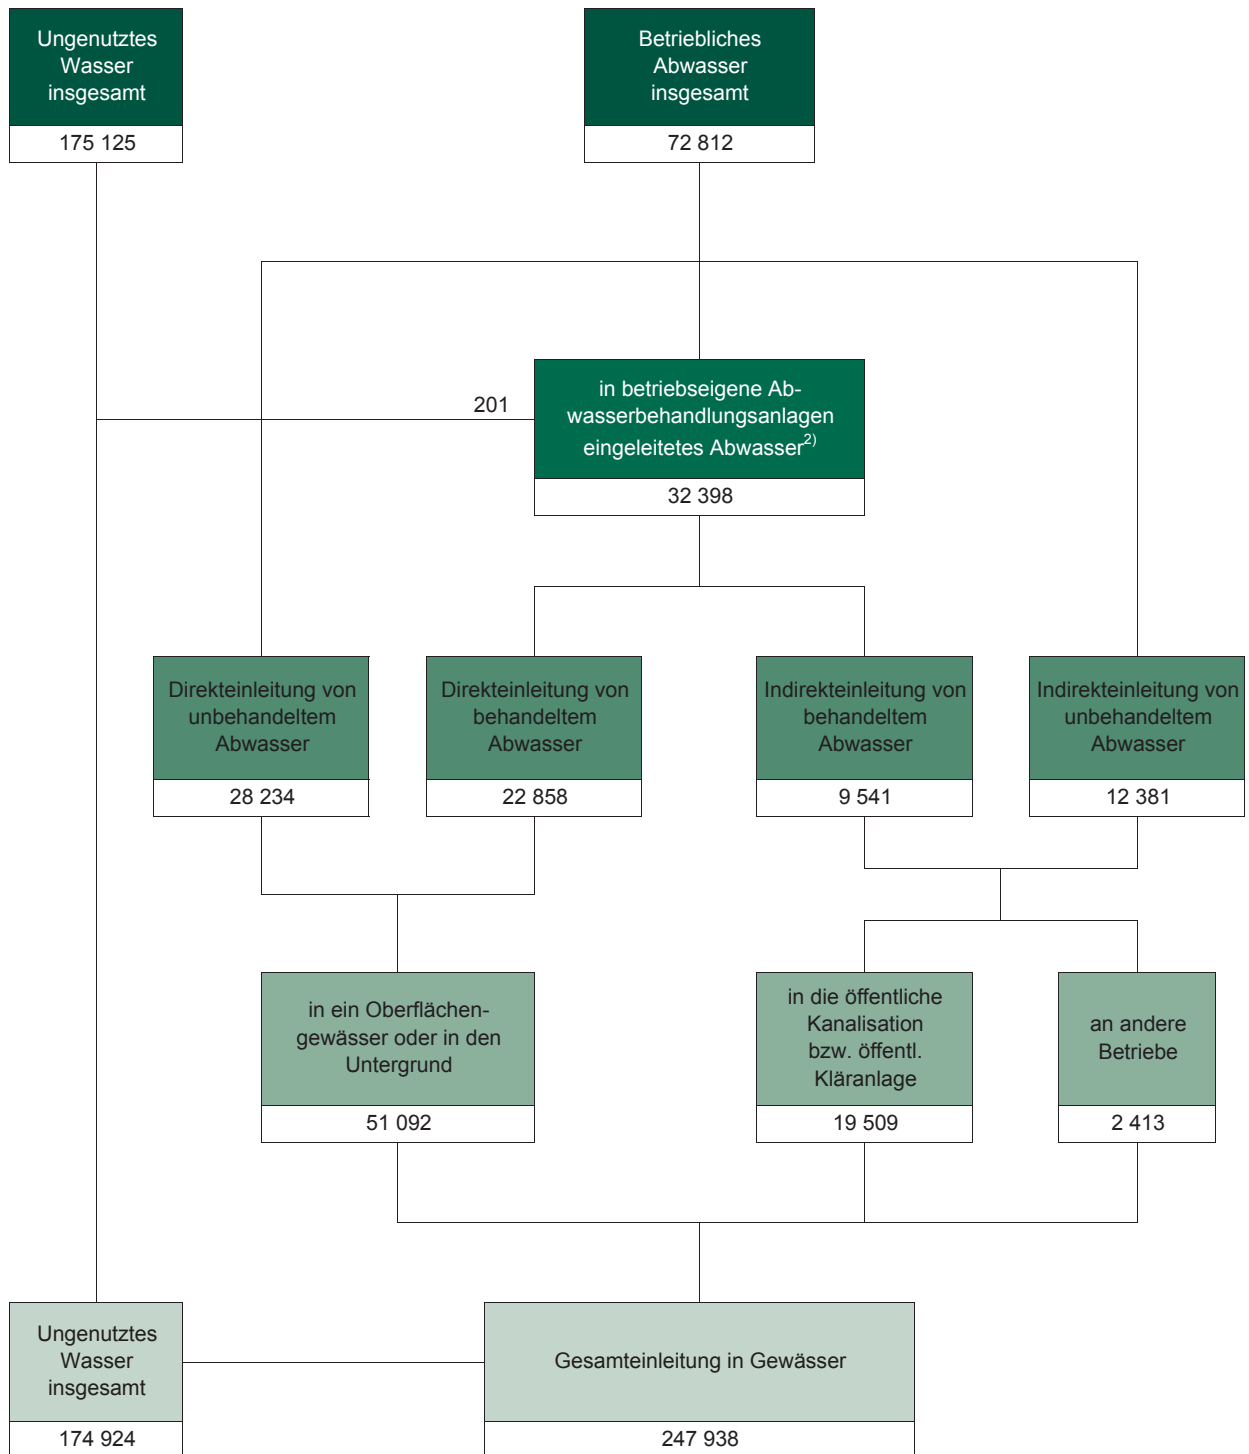 Ungenutztes
Wasser
insgesamt
175 125
Betriebliches
Abwasser
insgesamt
72 812
201
in betriebseigene Ab-
wasserbehandlungsanlagen
eingeleitetes Abwasser2)
32 398
Direkteinleitung von
unbehandeltem
Abwasser
28 234
Direkteinleitung von
behandeltem
Abwasser
22 858
Indirekteinleitung von
behandeltem
Abwasser
9 541
Indirekteinleitung von
unbehandeltem
Abwasser
12 381
in ein Oberflächen-
gewässer oder in den
Untergrund
51 092
in die öffentliche
Kanalisation
bzw. öffentl.
Kläranlage
19 509
an andere
Betriebe
2 413
Ungenutztes
Wasser
insgesamt
174 924
Gesamteinleitung in Gewässer
247 938